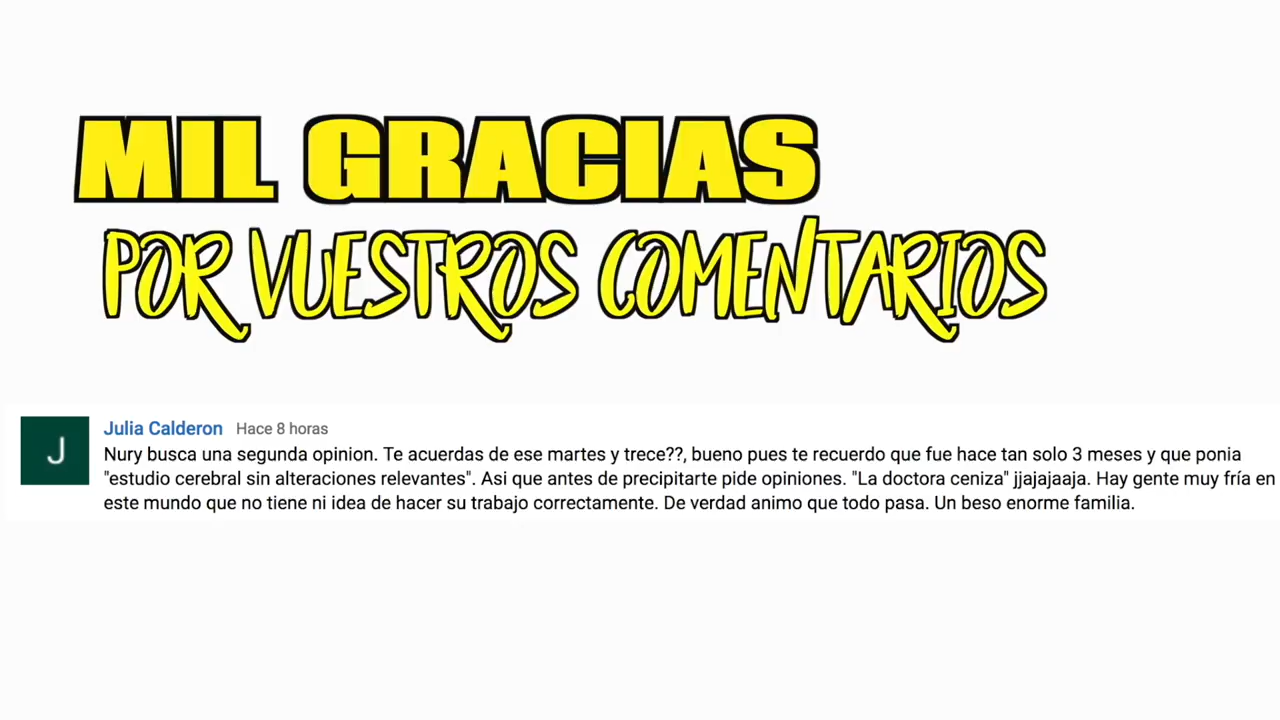 MIL GRACIAS
POR VUESTROS COMENTARIOS
J
Julia Calderon Hace 8 horas
Nury busca una segunda opinion. Te acuerdas de ese martes y trece??, bueno pues te recuerdo que fue hace tan solo 3 meses y que ponia
"estudio cerebral sin alteraciones relevantes". Asi que antes de precipitarte pide opiniones. "La doctora ceniza" jjajajaaja. Hay gente muy fría en
este mundo que no tiene ni idea de hacer su trabajo correctamente. De verdad animo que todo pasa. Un beso enorme familia.